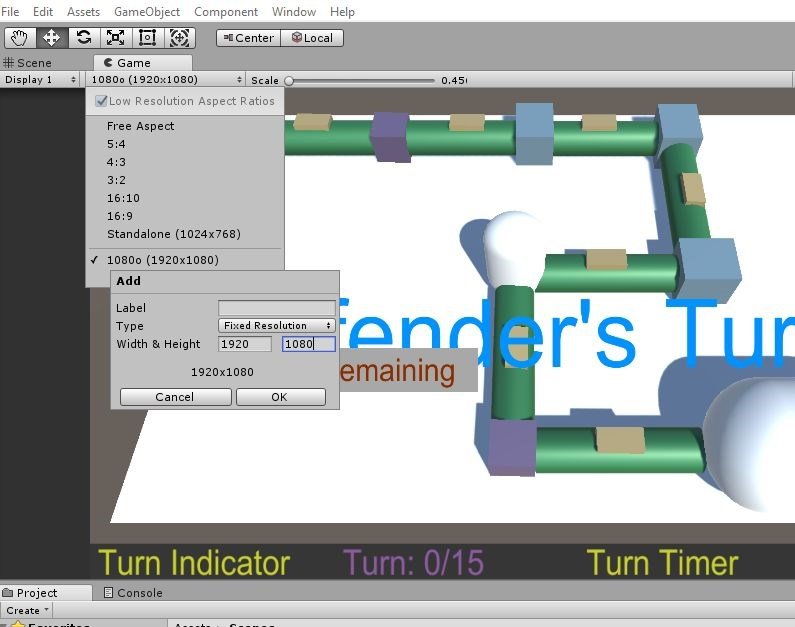 File Edit Assets GameObject Component Window Help
Center Local
Scene Game
Display 1 1080o (1920x1080) Scale 0.45
Low Resolution Aspect Ratios
Free Aspect
5:4
4:3
3:2
16:10
16:9
Standalone (1024x768)
1080o (1920x1080)
Add
Label
Type Fixed Resolution
Width & Height 1920 1080
1920x1080
Cancel OK
fender's Tur
emaining
Turn Indicator Turn: 0/15 Turn Timer
Project Console
Create
Favorites Assets Scenes